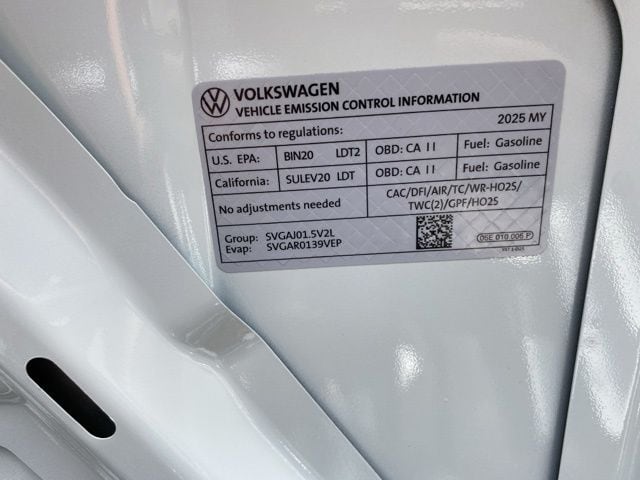 VOLKSWAGEN
VEHICLE EMISSION CONTROL INFORMATION
2025 MY
Conforms to regulations:
U.S. EPA: BIN20 LDT2 OBD: CA II Fuel: Gasoline
California: SULEV20 LDT OBD: CA II Fuel: Gasoline
No adjustments needed
CAC/DFI/AIR/TC/WR-HO2S/
TWC(2)/GPF/HO2S
Group: SVGAJ01.5V2L
Evap: SVGAR0139VEP
05E 010 006 P